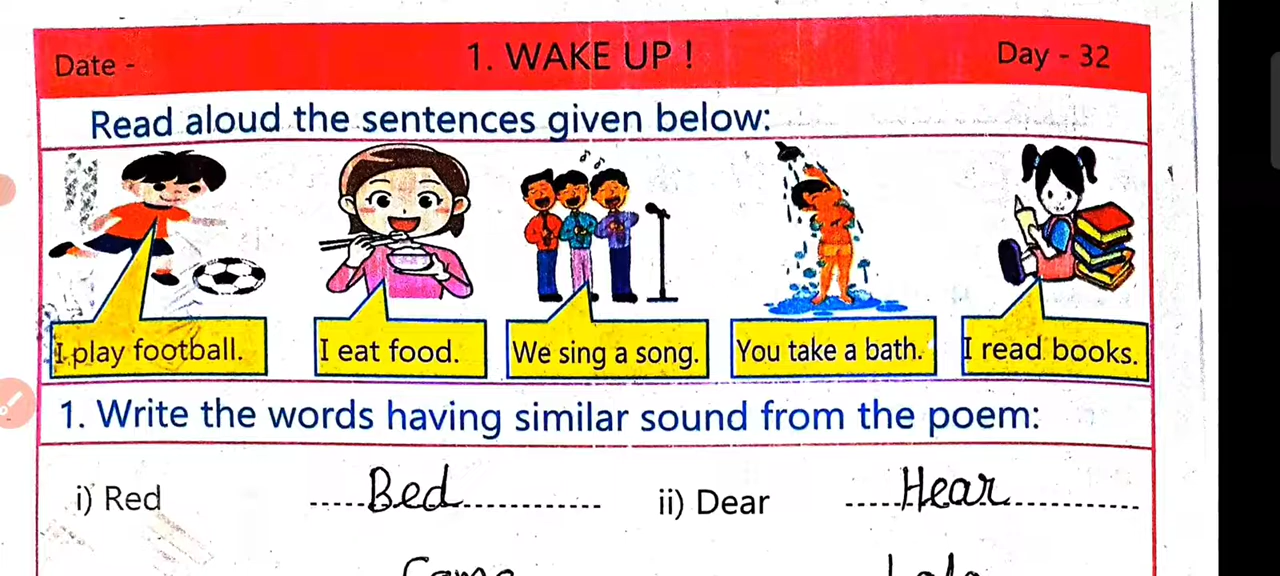 Date - 1. WAKE UP ! Day - 32
Read aloud the sentences given below:
I play football. I eat food. We sing a song. You take a bath. I read books.
1. Write the words having similar sound from the poem:
i) Red Bed ii) Dear Hear